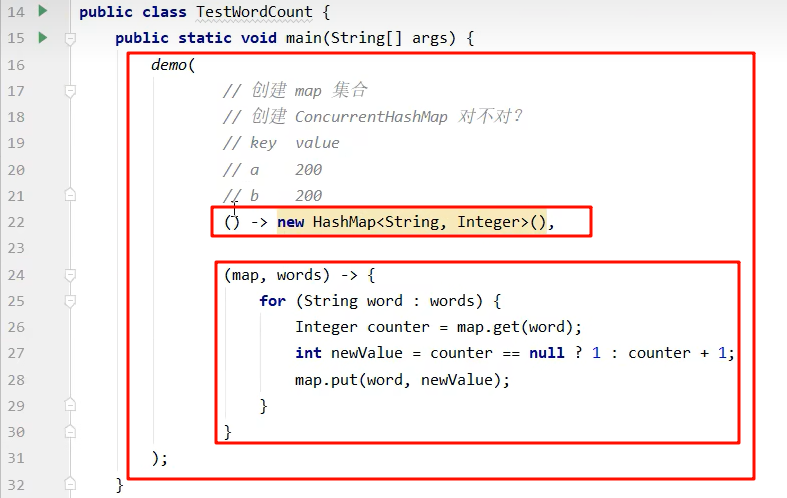 14 public class TestWordCount {
15 public static void main(String[] args) {
16 demo(
17 // 创建 map 集合
18 // 创建 ConcurrentHashMap 对不对?
19 // key value
20 // a 200
21 // b 200
22 () -> new HashMap<String, Integer>(),
23
24 (map, words) -> {
25 for (String word : words) {
26 Integer counter = map.get(word);
27 int newValue = counter == null ? 1 : counter + 1;
28 map.put(word, newValue);
29 }
30 }
31 );
32 }